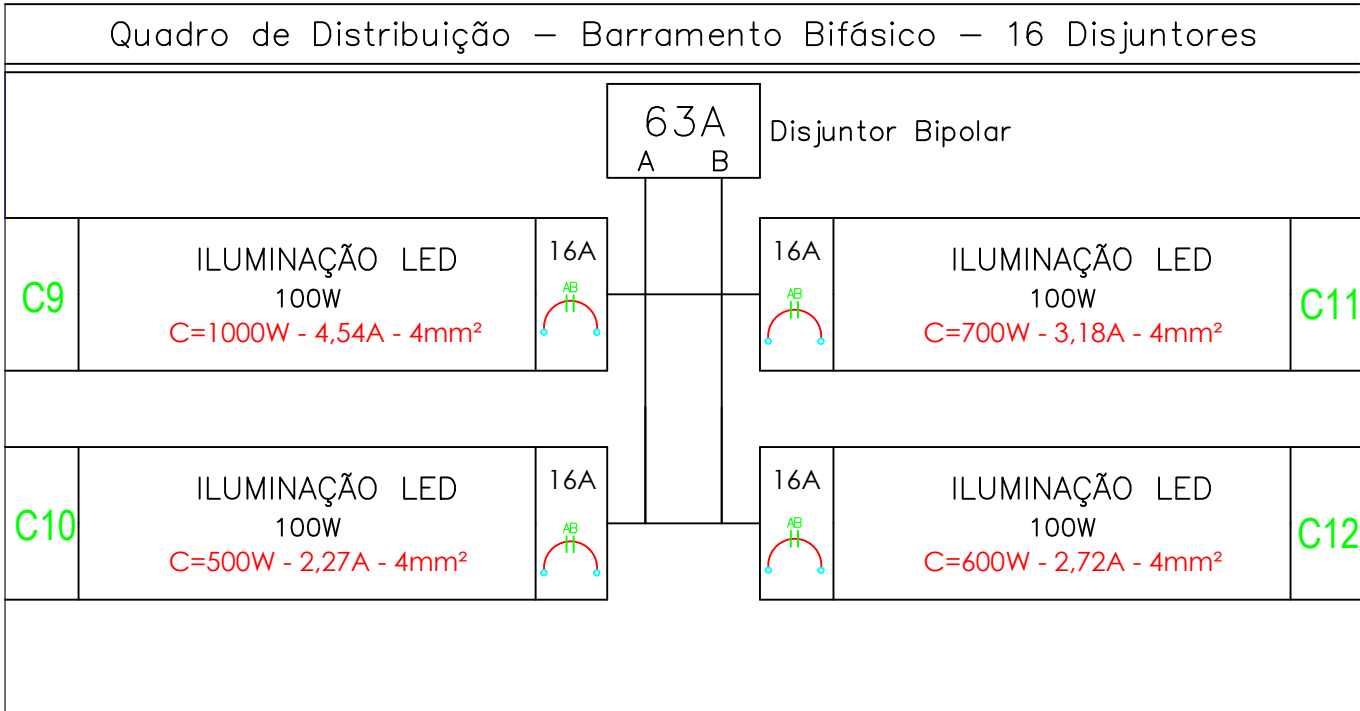 Quadro de Distribuição – Barramento Bifásico – 16 Disjuntores
63A
A B
Disjuntor Bipolar
C9
ILUMINAÇÃO LED
100W
C=1000W - 4,54A - 4mm²
16A
AB
16A
AB
ILUMINAÇÃO LED
100W
C=700W - 3,18A - 4mm²
C11
C10
ILUMINAÇÃO LED
100W
C=500W - 2,27A - 4mm²
16A
AB
16A
AB
ILUMINAÇÃO LED
100W
C=600W - 2,72A - 4mm²
C12